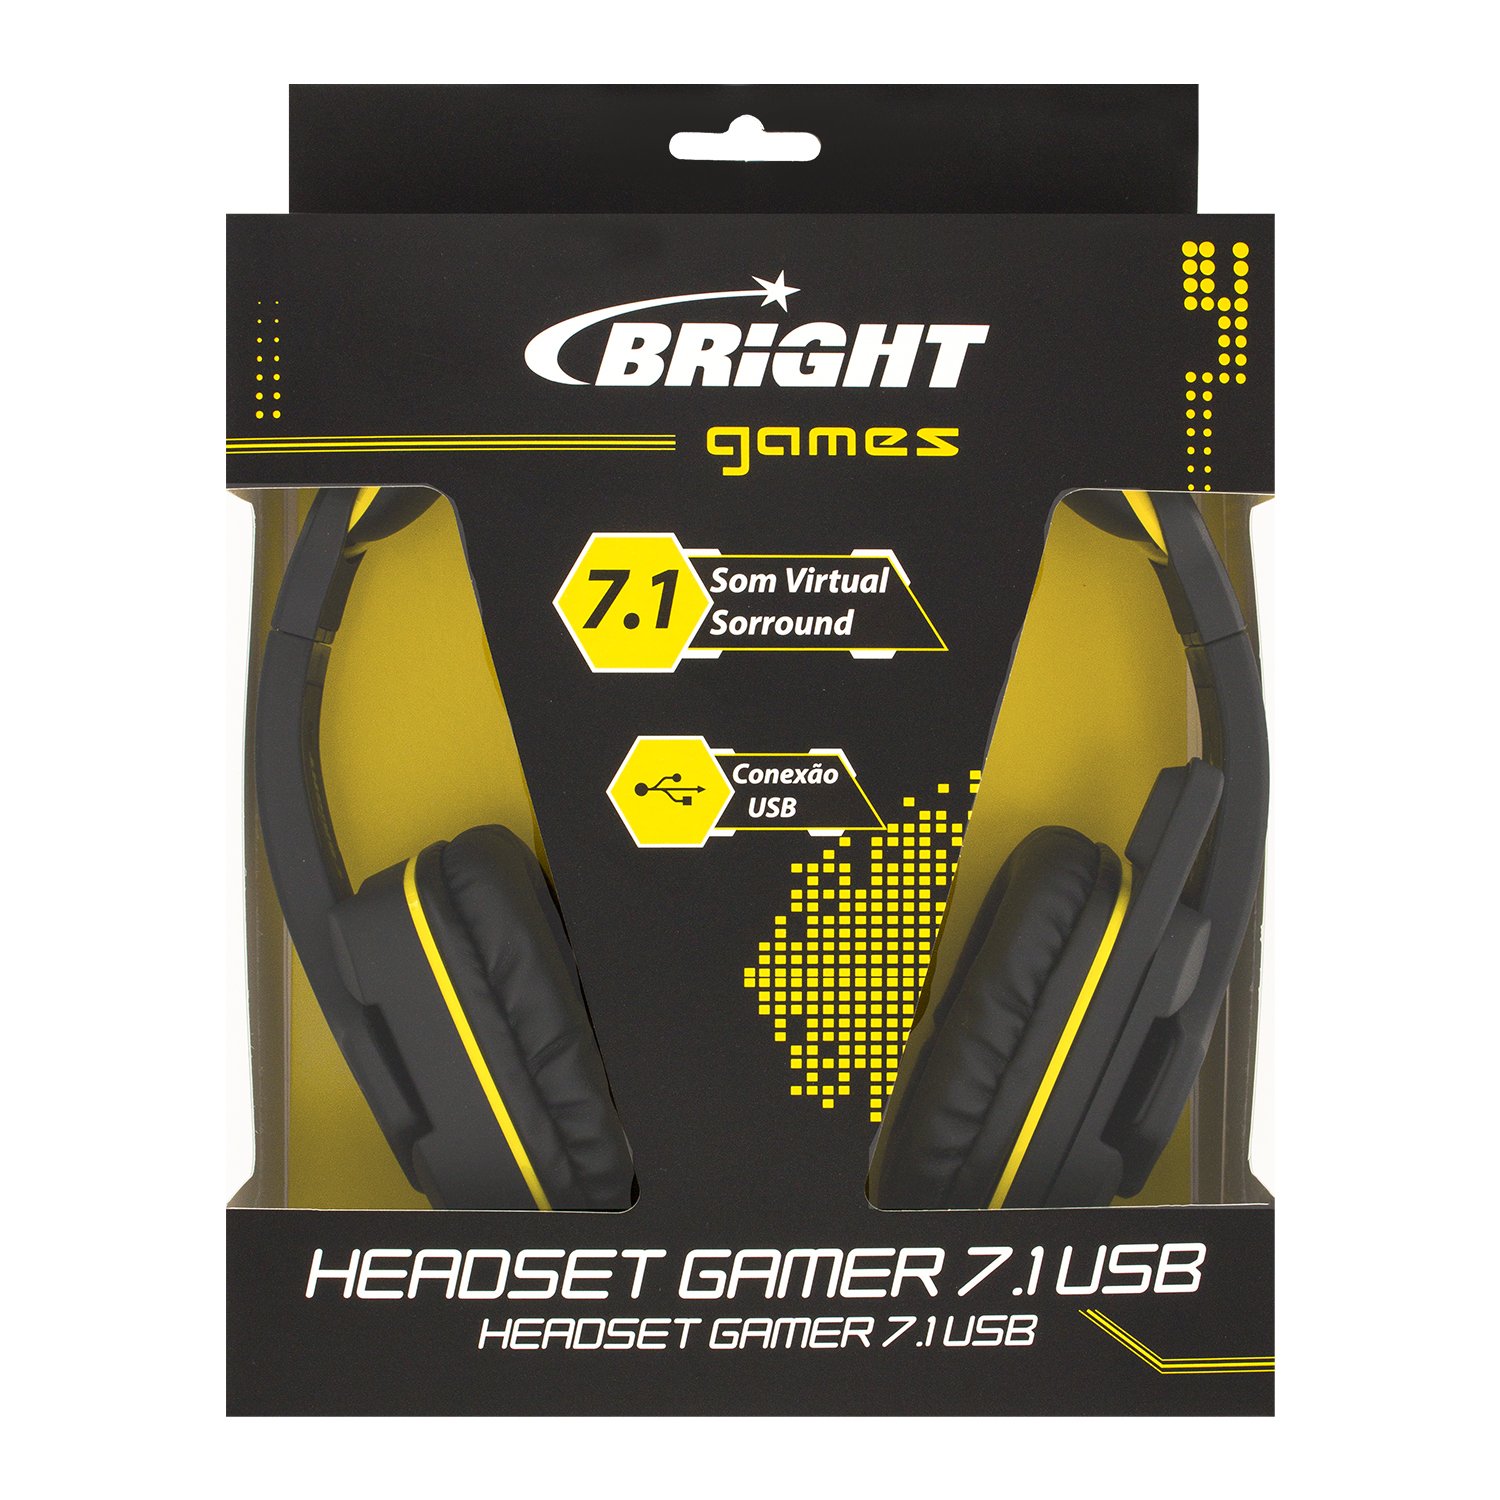 BRiGHT
games
7.1
Som Virtual
Sorround
Conexão
USB
HEADSET GAMER 7.1 USB
HEADSET GAMER 7.1 USB